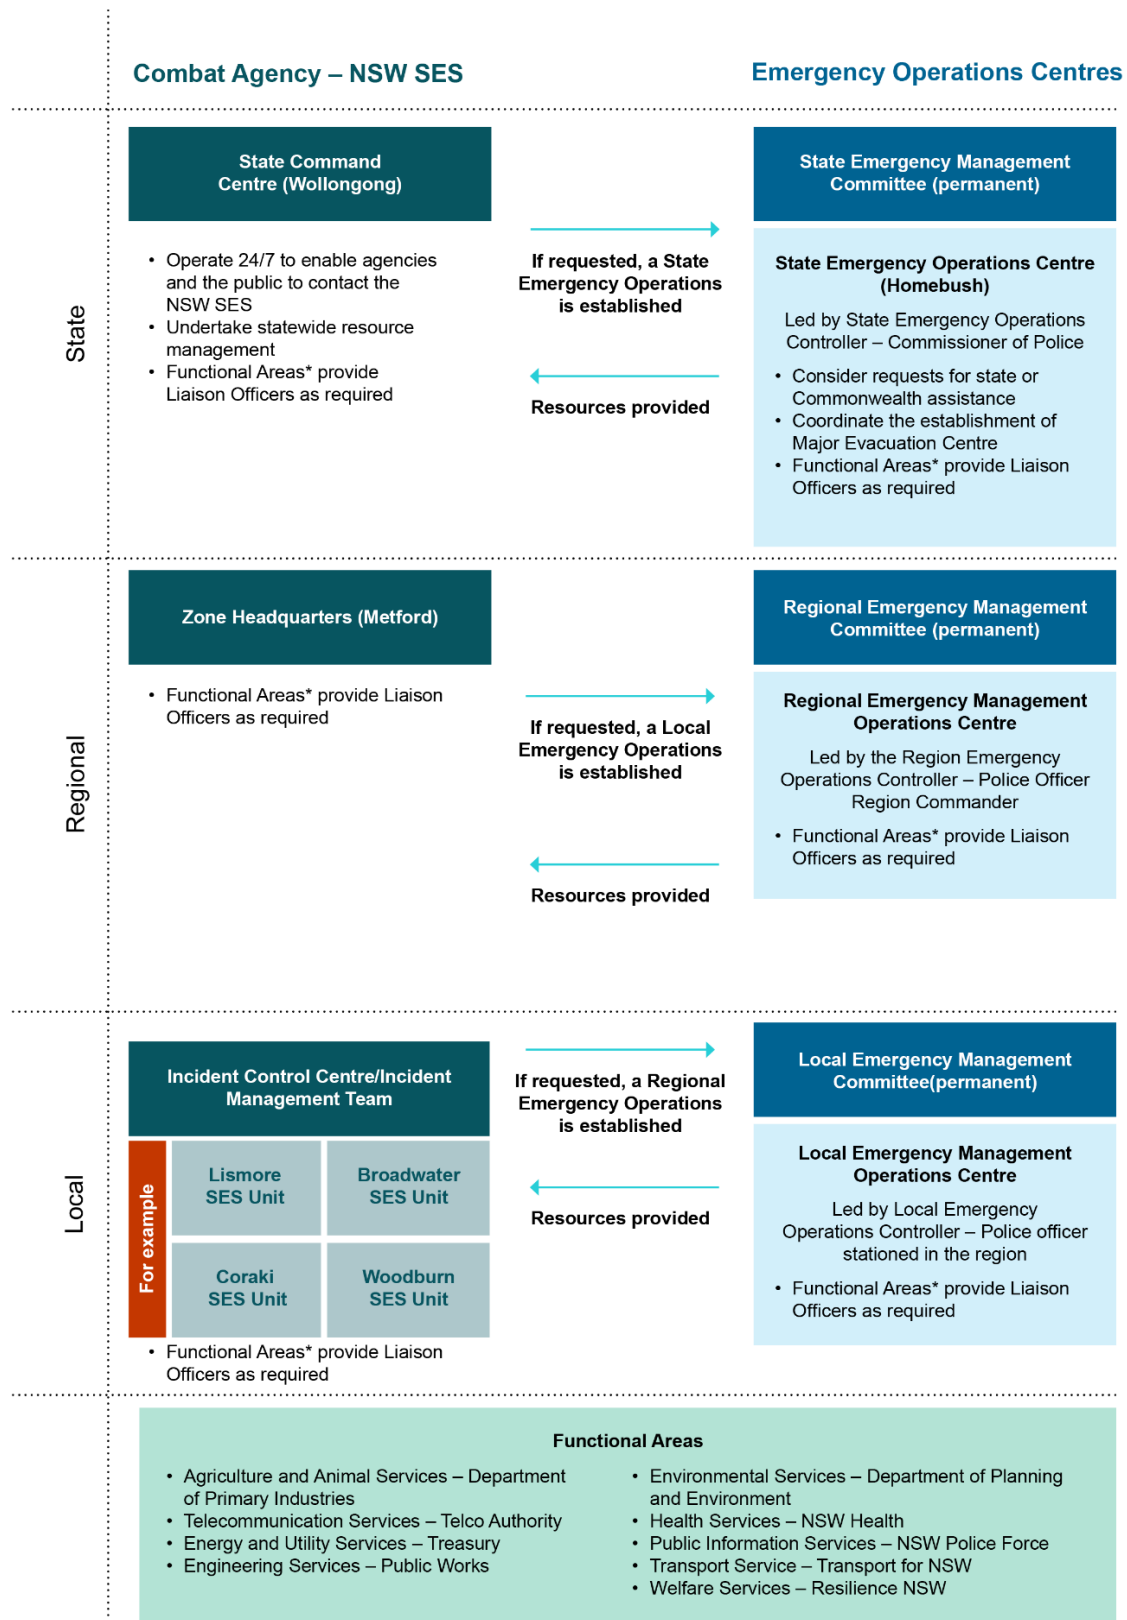 Combat Agency – NSW SES
Emergency Operations Centres
State
State Command
Centre (Wollongong)
• Operate 24/7 to enable agencies
and the public to contact the
NSW SES
• Undertake statewide resource
management
• Functional Areas* provide
Liaison Officers as required
If requested, a State
Emergency Operations
is established
Resources provided
State Emergency Management
Committee (permanent)
State Emergency Operations Centre
(Homebush)
Led by State Emergency Operations
Controller – Commissioner of Police
• Consider requests for state or
Commonwealth assistance
• Coordinate the establishment of
Major Evacuation Centre
• Functional Areas* provide Liaison
Officers as required
Regional
Zone Headquarters (Metford)
• Functional Areas* provide Liaison
Officers as required
If requested, a Local
Emergency Operations
is established
Resources provided
Regional Emergency Management
Committee (permanent)
Regional Emergency Management
Operations Centre
Led by the Region Emergency
Operations Controller – Police Officer
Region Commander
• Functional Areas* provide Liaison
Officers as required
Local
Incident Control Centre/Incident
Management Team
For example
Lismore
SES Unit
Broadwater
SES Unit
Coraki
SES Unit
Woodburn
SES Unit
• Functional Areas* provide Liaison
Officers as required
If requested, a Regional
Emergency Operations
is established
Resources provided
Local Emergency Management
Committee(permanent)
Local Emergency Management
Operations Centre
Led by Local Emergency
Operations Controller – Police officer
stationed in the region
• Functional Areas* provide Liaison
Officers as required
Functional Areas
• Agriculture and Animal Services – Department
of Primary Industries
• Telecommunication Services – Telco Authority
• Energy and Utility Services – Treasury
• Engineering Services – Public Works
• Environmental Services – Department of Planning
and Environment
• Health Services – NSW Health
• Public Information Services – NSW Police Force
• Transport Service – Transport for NSW
• Welfare Services – Resilience NSW